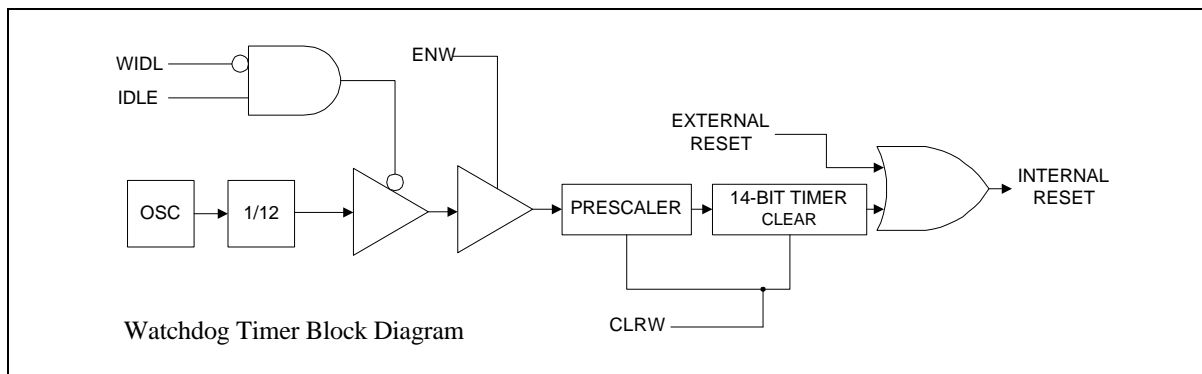 WIDL
IDLE
ENW
EXTERNAL
RESET
INTERNAL
RESET
OSC
1/12
PRESCALER
14-BIT TIMER
CLEAR
CLRW
Watchdog Timer Block Diagram